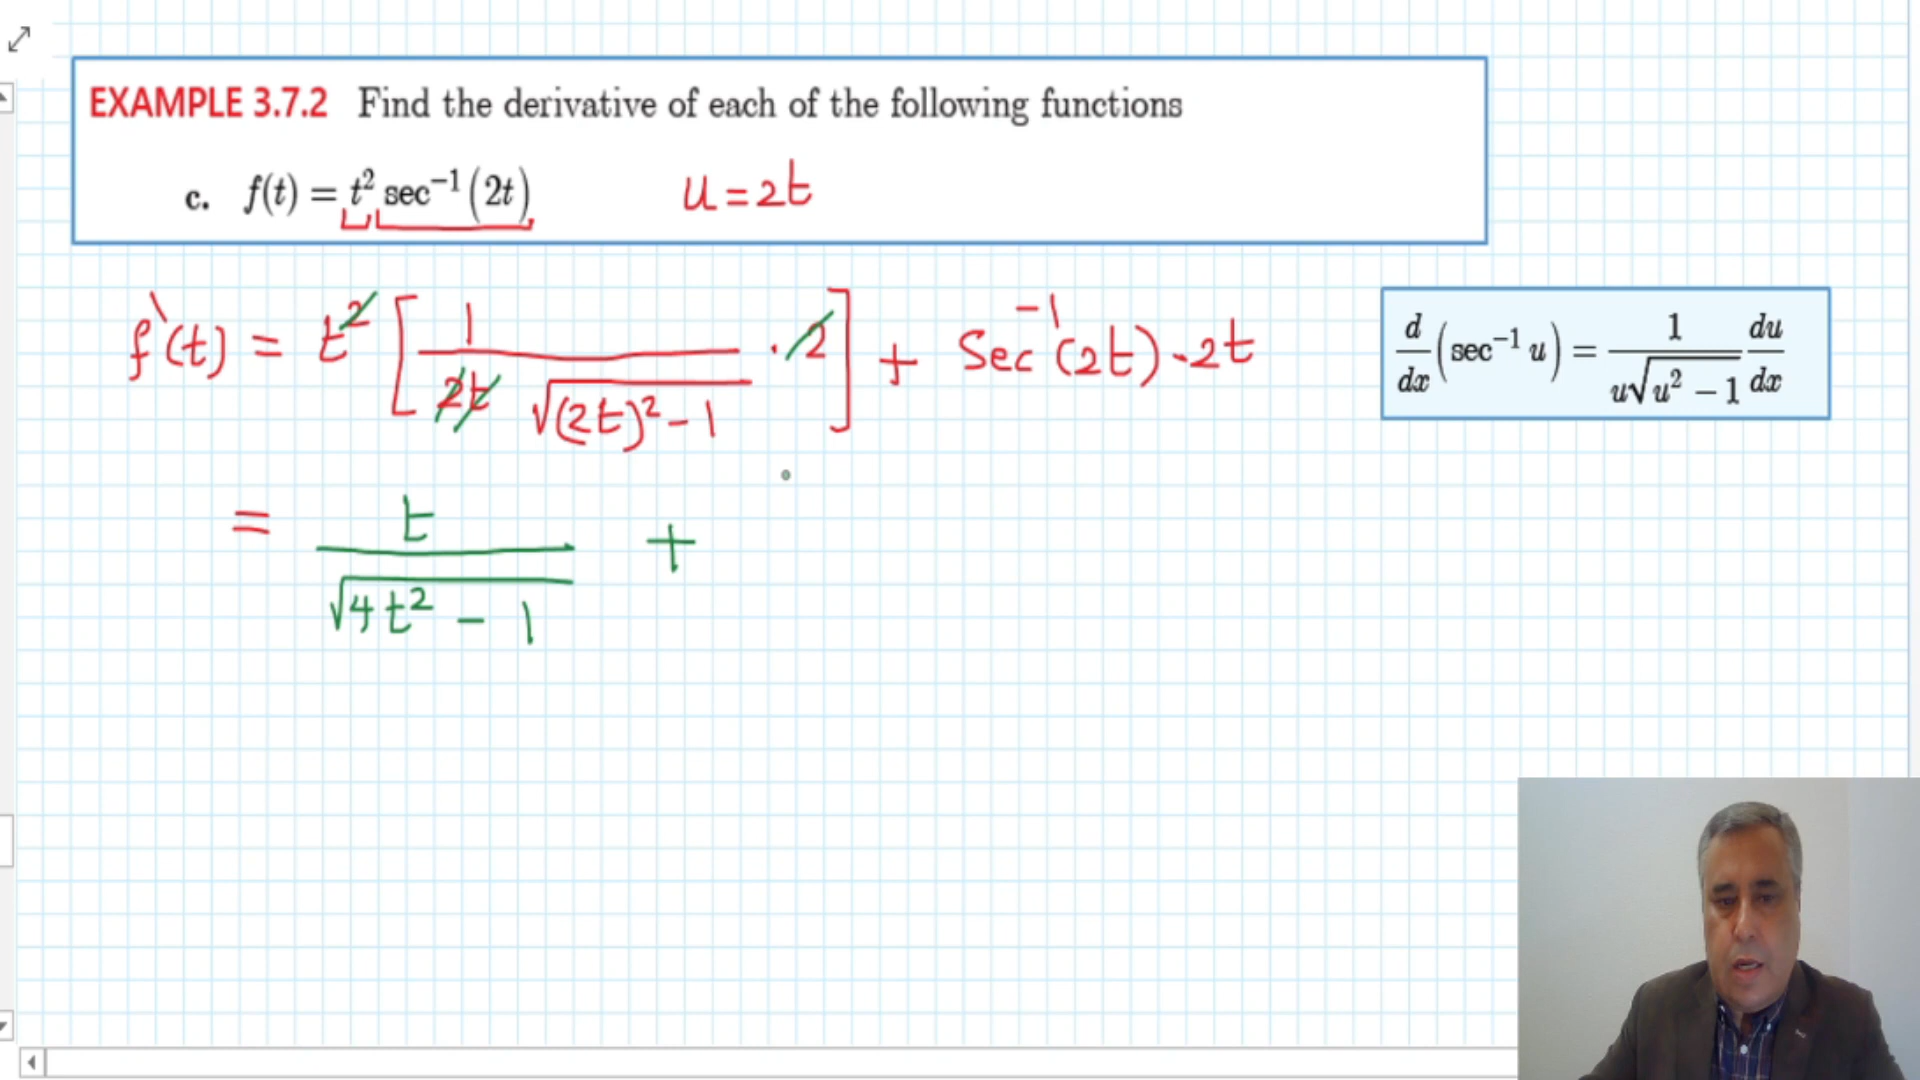 EXAMPLE 3.7.2 Find the derivative of each of the following functions
c. f(t) = t² sec⁻¹(2t) u = 2t
f'(t) = t² [ 1 / (2t √((2t)² - 1)) · 2 ] + Sec⁻¹(2t) · 2t
d/dx (sec⁻¹ u) = 1 / (u√(u² − 1)) du/dx
= t / √(4t² - 1) +